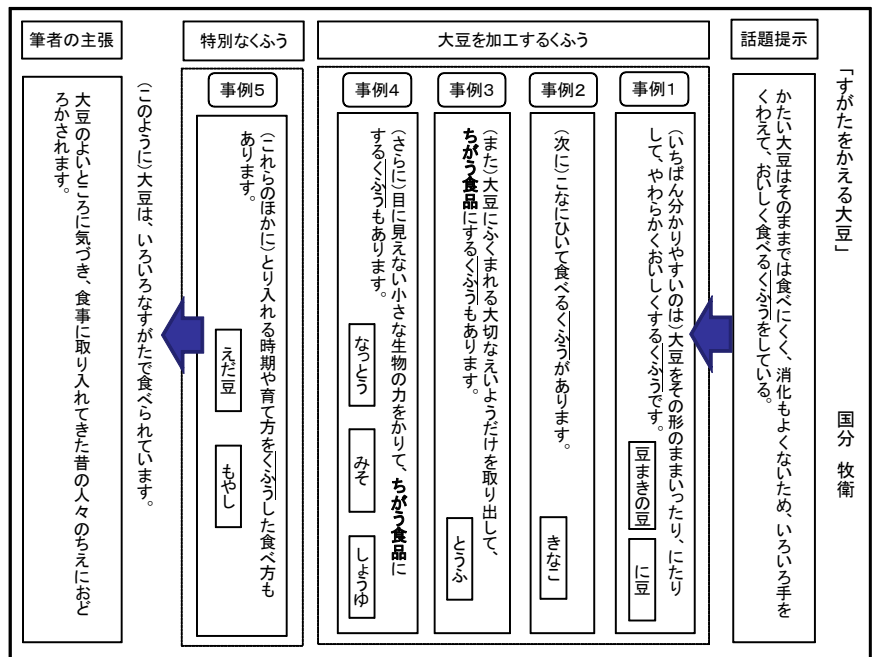 「すがたをかえる大豆」
国分 牧衛
話題提示
かたい大豆はそのままでは食べにくく、消化もよくないため、いろいろ手を
くわえて、おいしく食べるくふうをしている。
大豆を加工するくふう
事例1
(いちばん分かりやすいのは)大豆をその形のままいったり、にたり
して、やわらかくおいしくするくふうです。
豆まきの豆
に豆
事例2
(次に)こなにひいて食べるくふうがあります。
きなこ
事例3
(また)大豆にふくまれる大切なえいようだけを取り出して、
ちがう食品にするくふうもあります。
とうふ
事例4
(さらに)目に見えない小さな生物の力をかりて、ちがう食品に
するくふうもあります。
なっとう
みそ
しょうゆ
特別なくふう
事例5
(これらのほかに)とり入れる時期や育て方をくふうした食べ方も
あります。
えだ豆
もやし
(このように)大豆は、いろいろなすがたで食べられています。
筆者の主張
大豆のよいところに気づき、食事に取り入れてきた昔の人々のちえにおど
ろかされます。